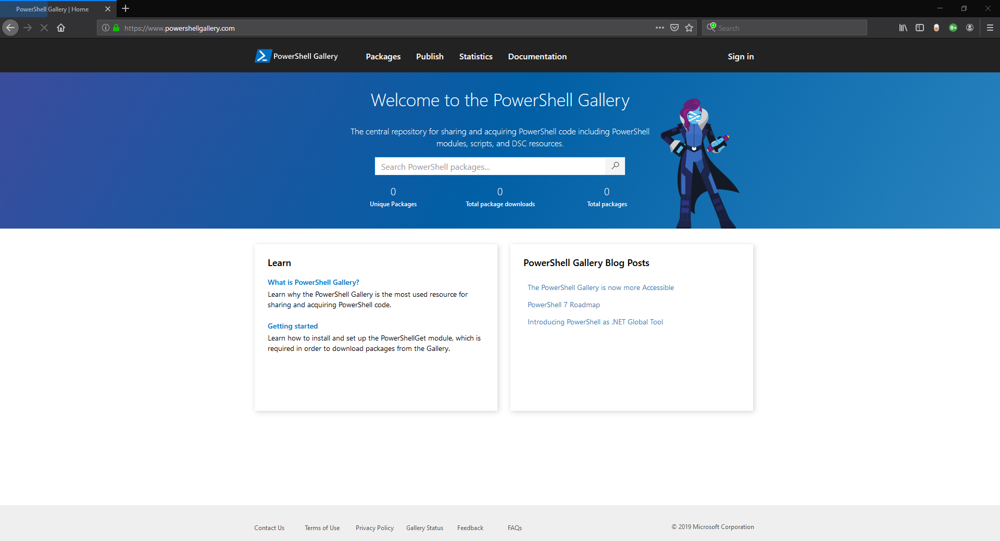 PowerShell Gallery | Home
https://www.powershellgallery.com
Search
PowerShell Gallery
Packages
Publish
Statistics
Documentation
Sign in
Welcome to the PowerShell Gallery
The central repository for sharing and acquiring PowerShell code including PowerShell
modules, scripts, and DSC resources.
Search PowerShell packages...
0
Unique Packages
0
Total package downloads
0
Total packages
Learn
What is PowerShell Gallery?
Learn why the PowerShell Gallery is the most used resource for
sharing and acquiring PowerShell code.
Getting started
Learn how to install and set up the PowerShellGet module, which is
required in order to download packages from the Gallery.
PowerShell Gallery Blog Posts
The PowerShell Gallery is now more Accessible
PowerShell 7 Roadmap
Introducing PowerShell as .NET Global Tool
Contact Us
Terms of Use
Privacy Policy
Gallery Status
Feedback
FAQs
© 2019 Microsoft Corporation